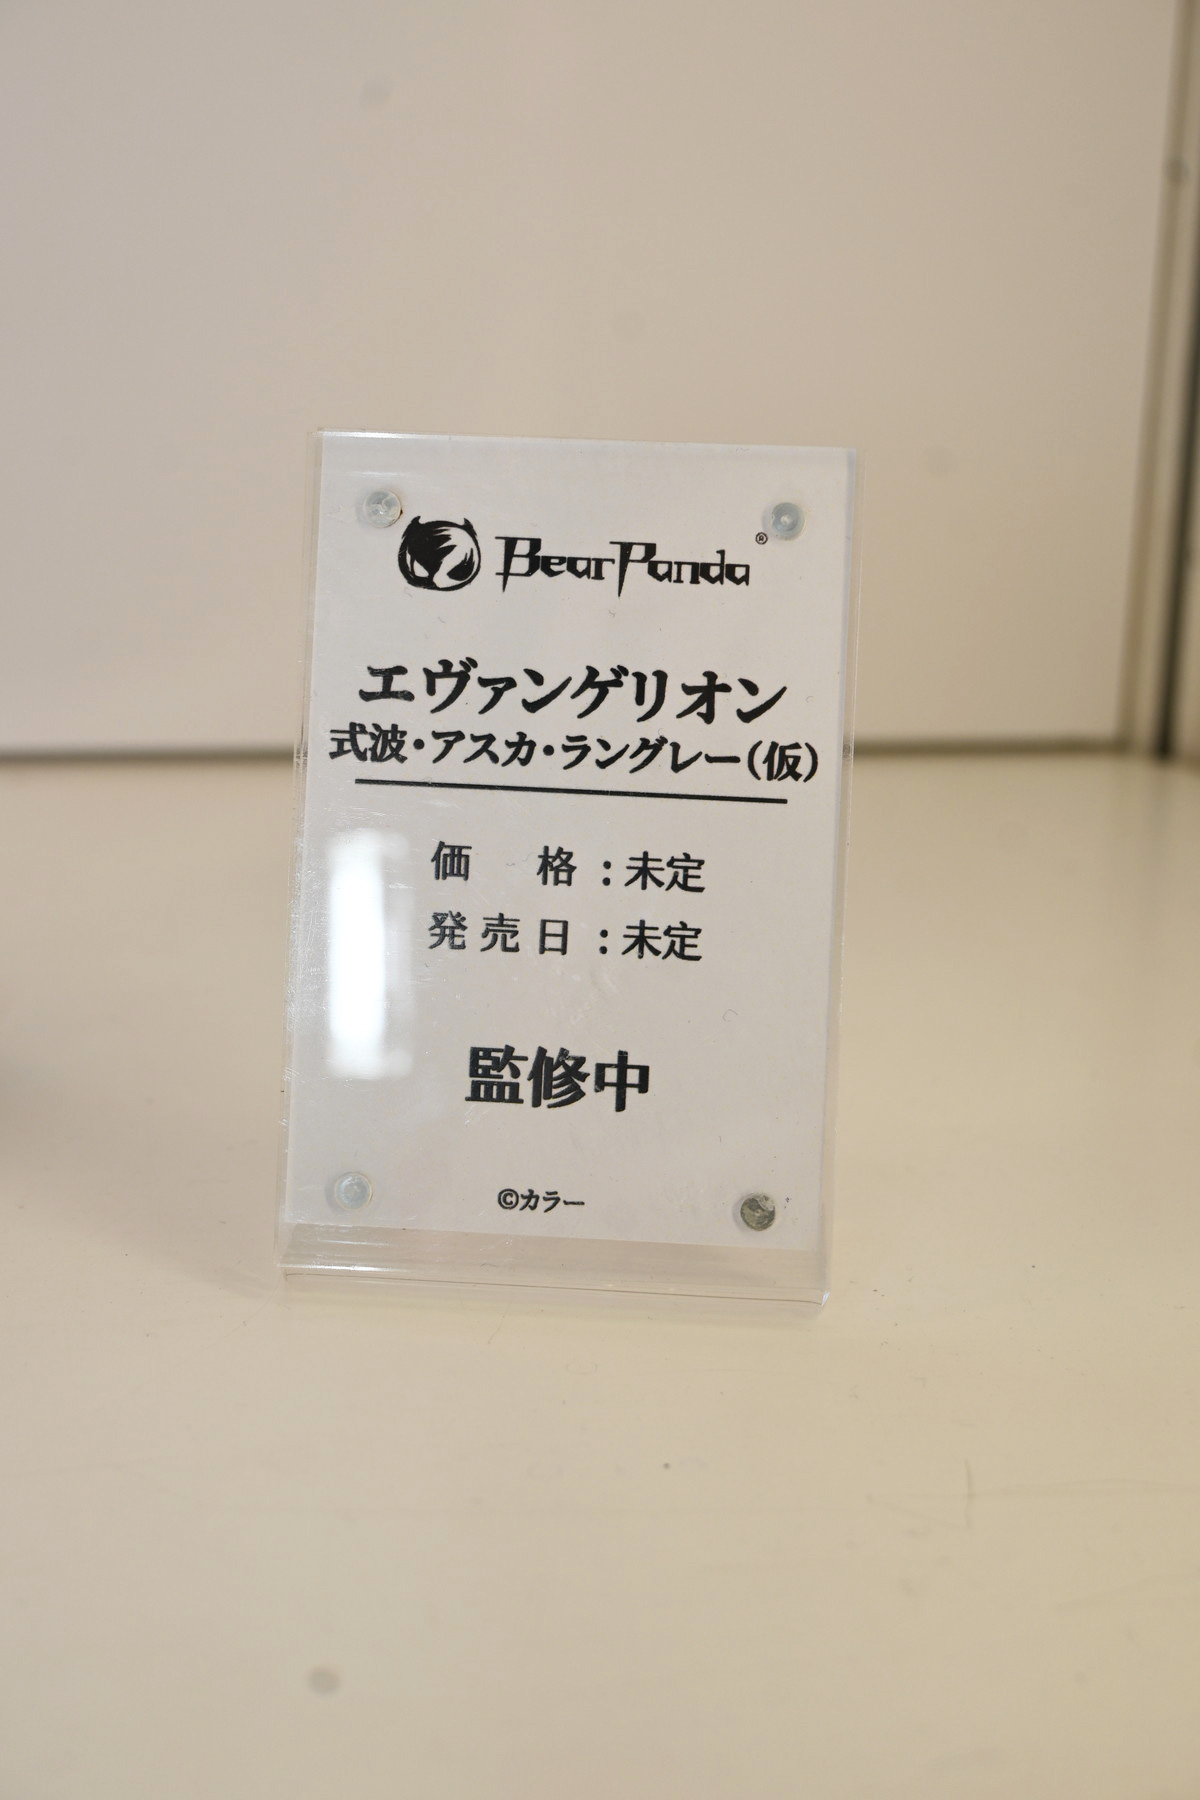 BearPanda®
エヴァンゲリオン
式波・アスカ・ラングレー(仮)
価　格：未定
発売日：未定
監修中
©カラー